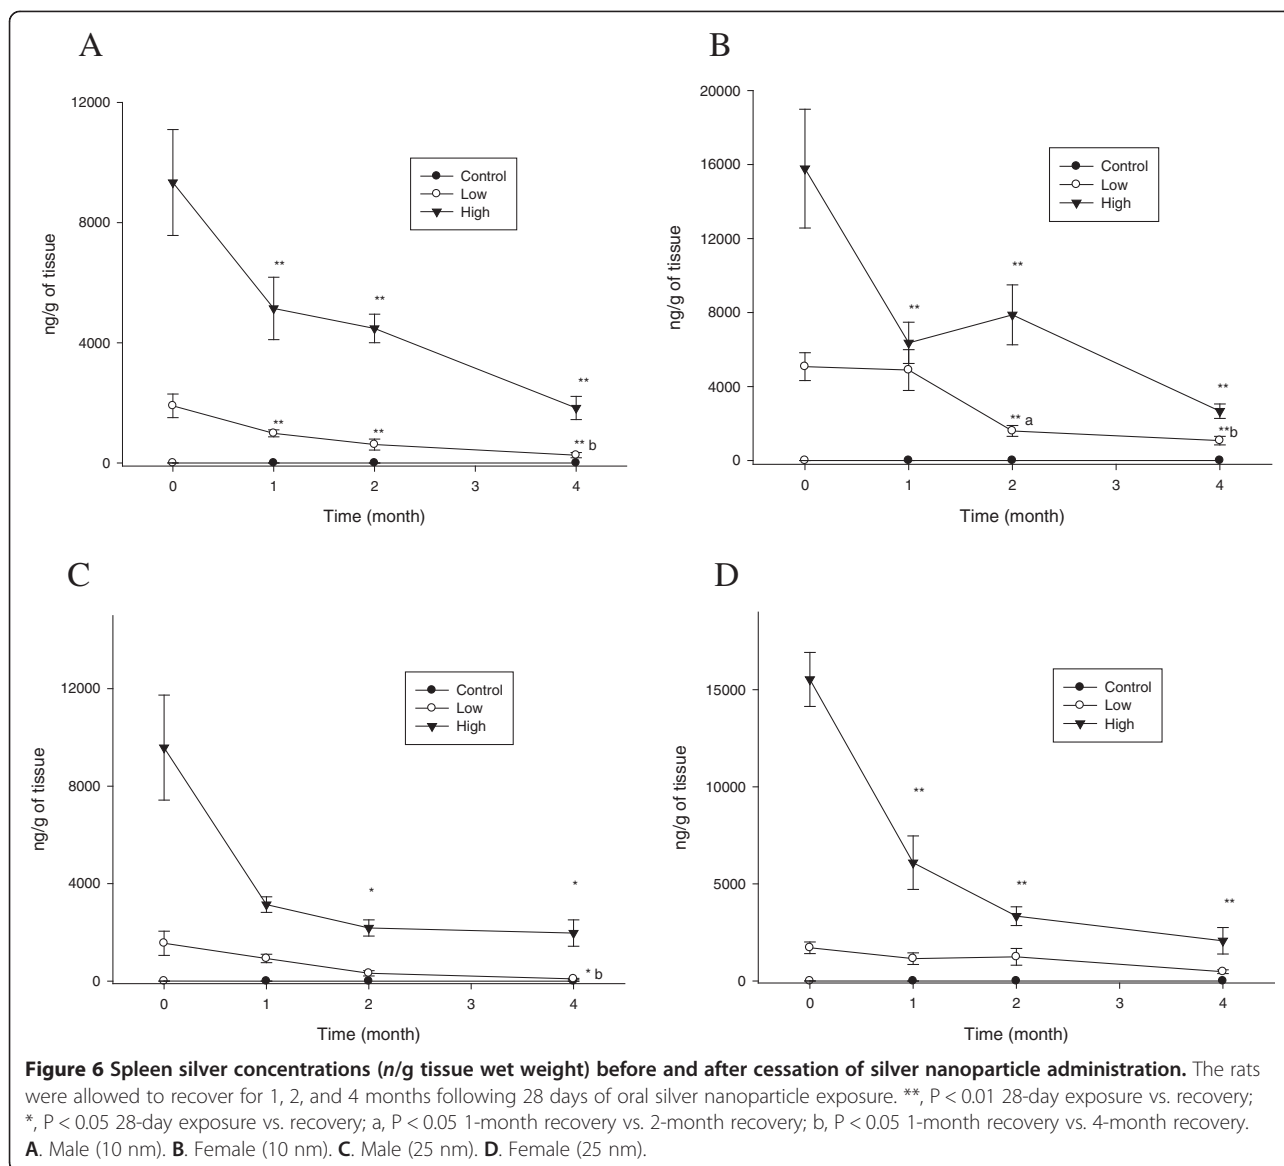 A
12000
8000
4000
0
ng/g of tissue
Control
Low
High
**
**
**
**
**
** b
0
1
2
3
4
Time (month)
B
20000
16000
12000
8000
4000
0
ng/g of tissue
Control
Low
High
**
**
**
** a
**b
0
1
2
3
4
Time (month)
C
12000
8000
4000
0
ng/g of tissue
Control
Low
High
*
*
* b
0
1
2
3
4
Time (month)
D
15000
10000
5000
0
ng/g of tissue
Control
Low
High
**
**
**
0
1
2
3
4
Time (month)
Figure 6 Spleen silver concentrations (n/g tissue wet weight) before and after cessation of silver nanoparticle administration. The rats
were allowed to recover for 1, 2, and 4 months following 28 days of oral silver nanoparticle exposure. **, P < 0.01 28-day exposure vs. recovery;
*, P < 0.05 28-day exposure vs. recovery; a, P < 0.05 1-month recovery vs. 2-month recovery; b, P < 0.05 1-month recovery vs. 4-month recovery.
A. Male (10 nm). B. Female (10 nm). C. Male (25 nm). D. Female (25 nm).